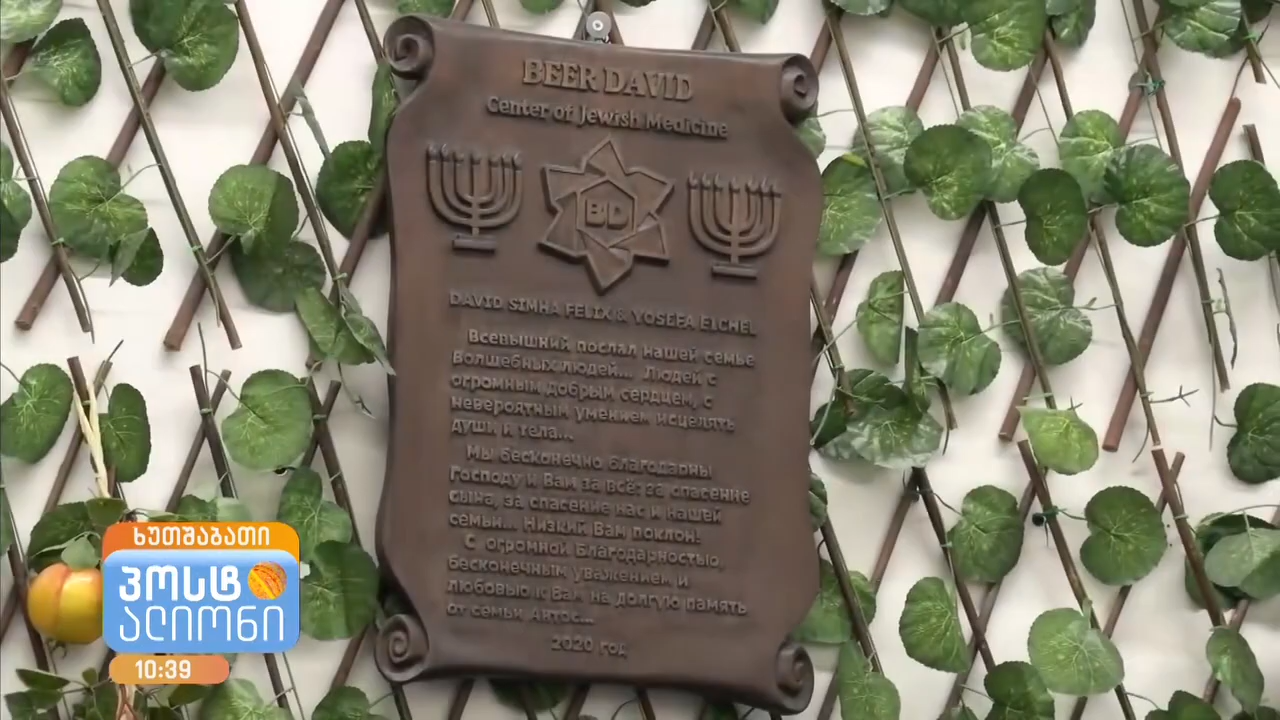 BEER DAVID
Center of Jewish Medicine
BD
DAVID SIMHA FELIX & YOSEFA EICHEL
Всевышний послал нашей семье
Волшебных людей... Людей с
огромным добрым сердцем, с
невероятным умением исцелять
души и тела...
Мы бесконечно благодарны
Господу и Вам за всё: за спасение
сына, за спасение нас и нашей
семьи... Низкий Вам поклон!
С огромной Благодарностью,
бесконечным уважением и
любовью к Вам на долгую память
от семьи Автос...
2020 год
ხუთშაბათი
ᲞᲝᲡᲢ
ᲐᲚᲘᲝᲜᲘ
10:39